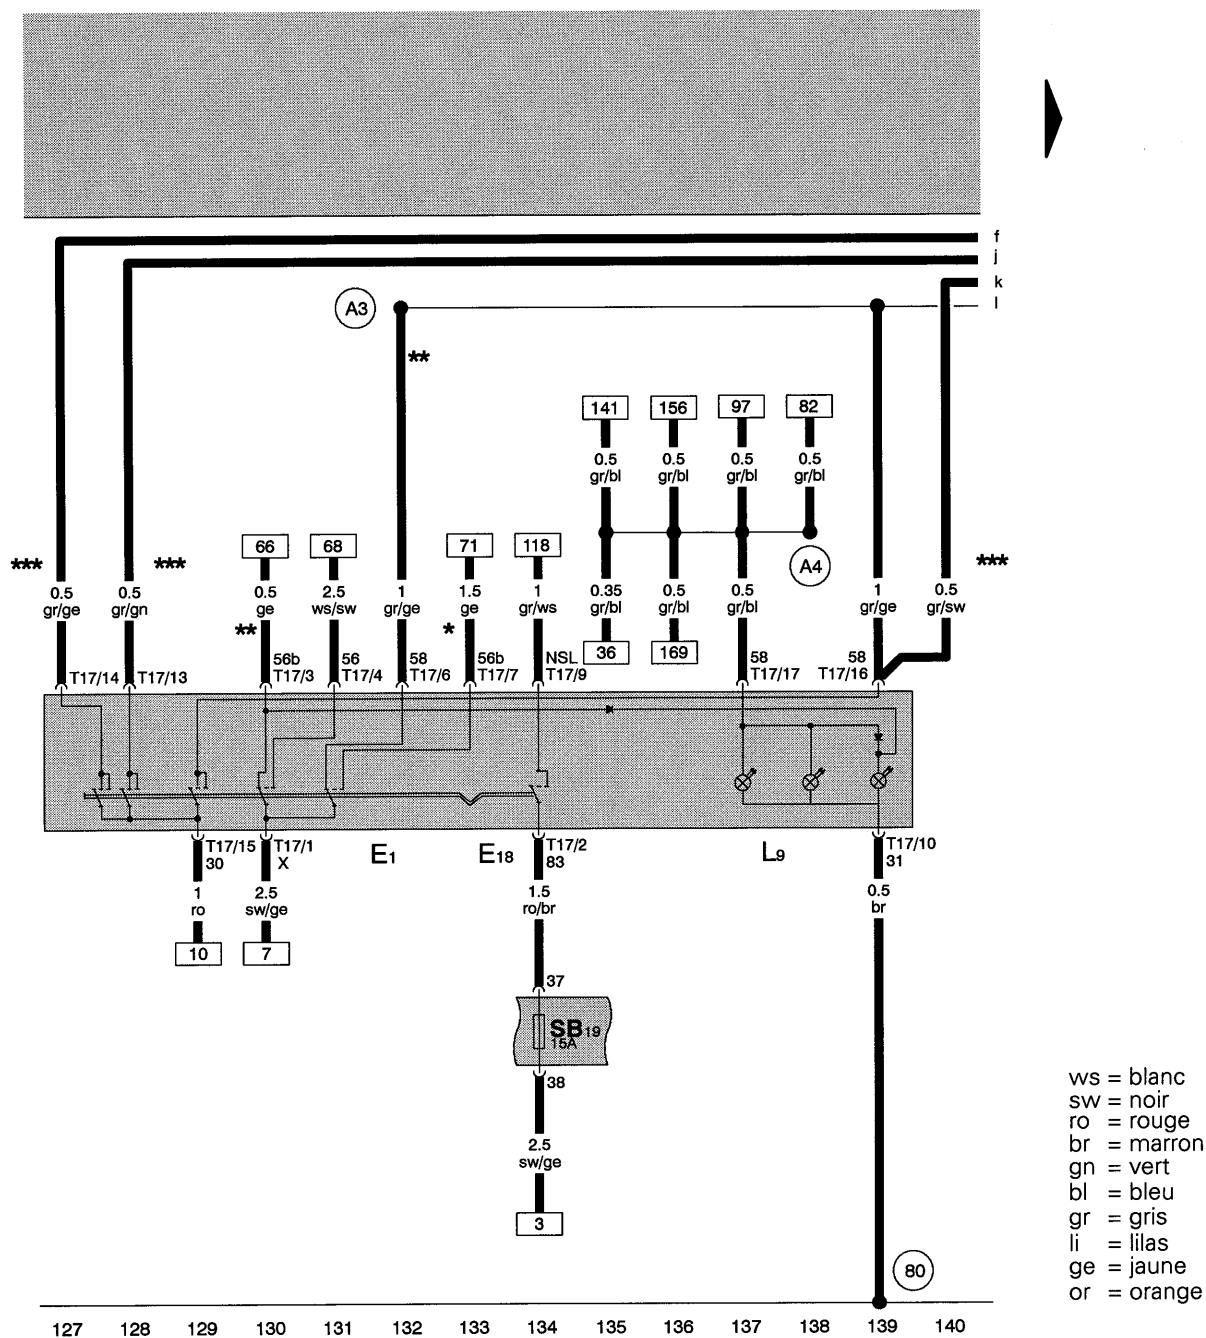 f
j
k
l
A3
**
141 156 97 82
0.5 0.5 0.5 0.5
gr/bl gr/bl gr/bl gr/bl
66 68 71 118
A4
*** *** ***
0.5 0.5 0.5 2.5 1 1.5 1 0.35 0.5 0.5 1 0.5
gr/ge gr/gn ge ws/sw gr/ge ge gr/ws gr/bl gr/bl gr/bl gr/ge gr/sw
** *
36 169
56b 56 58 56b NSL 58 58
T17/14 T17/13 T17/3 T17/4 T17/6 T17/7 T17/9 T17/17 T17/16
T17/15 T17/1 T17/2 T17/10
30 X 83 31
E1 E18 L9
1 2.5 1.5 0.5
ro sw/ge ro/br br
10 7
37
SB19
15A
38
2.5
sw/ge
3
80
ws = blanc
sw = noir
ro = rouge
br = marron
gn = vert
bl = bleu
gr = gris
li = lilas
ge = jaune
or = orange
127 128 129 130 131 132 133 134 135 136 137 138 139 140